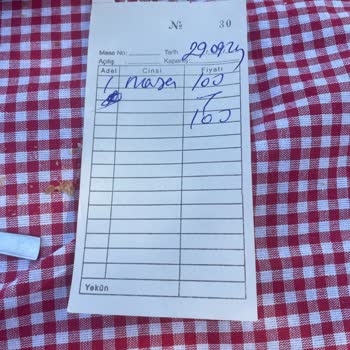 № 30
Masa No: Tarih 29.09.24
Açılış: Kapanış
Adet Cinsi Fiyatı
1 masa 100
100
Yekün